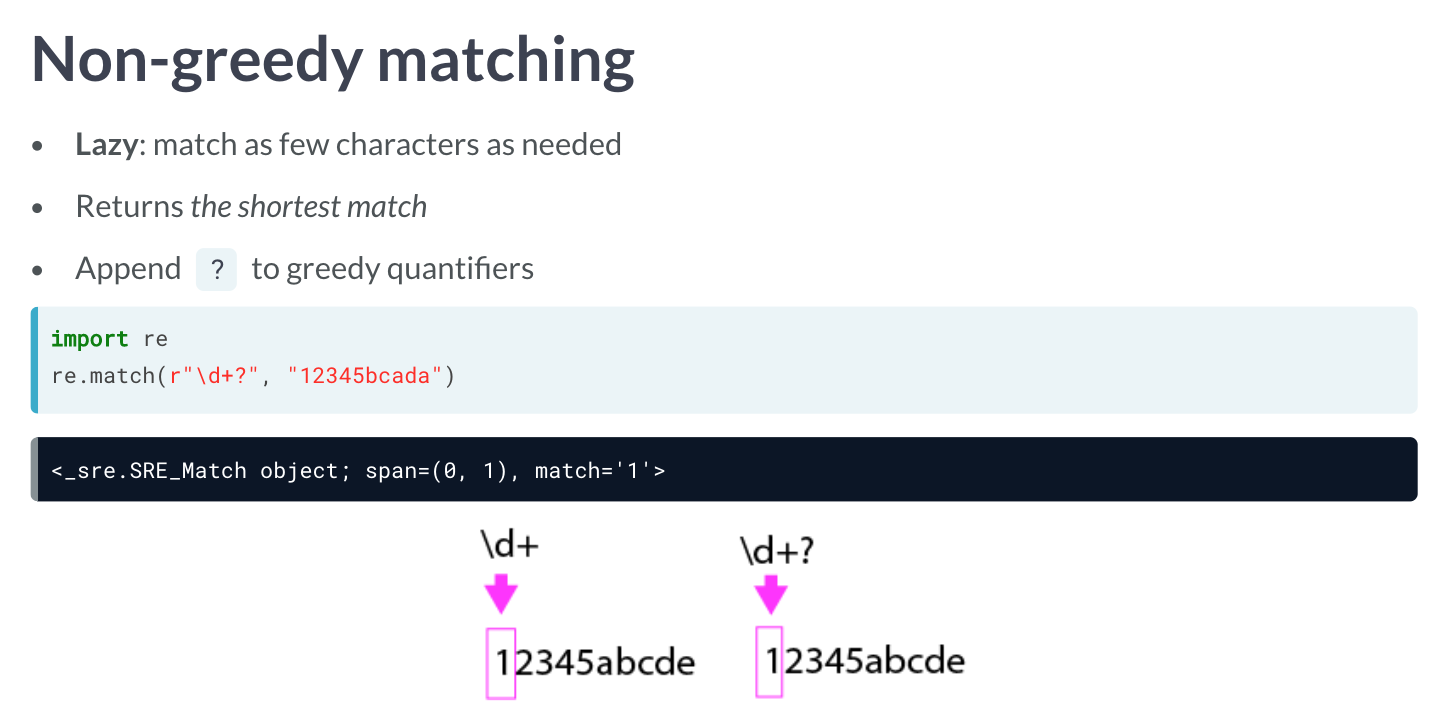 Non-greedy matching
• Lazy: match as few characters as needed
• Returns the shortest match
• Append ? to greedy quantifiers
import re
re.match(r"\d+?", "12345bcada")
<_sre.SRE_Match object; span=(0, 1), match='1'>
\d+ \d+?
12345abcde 12345abcde